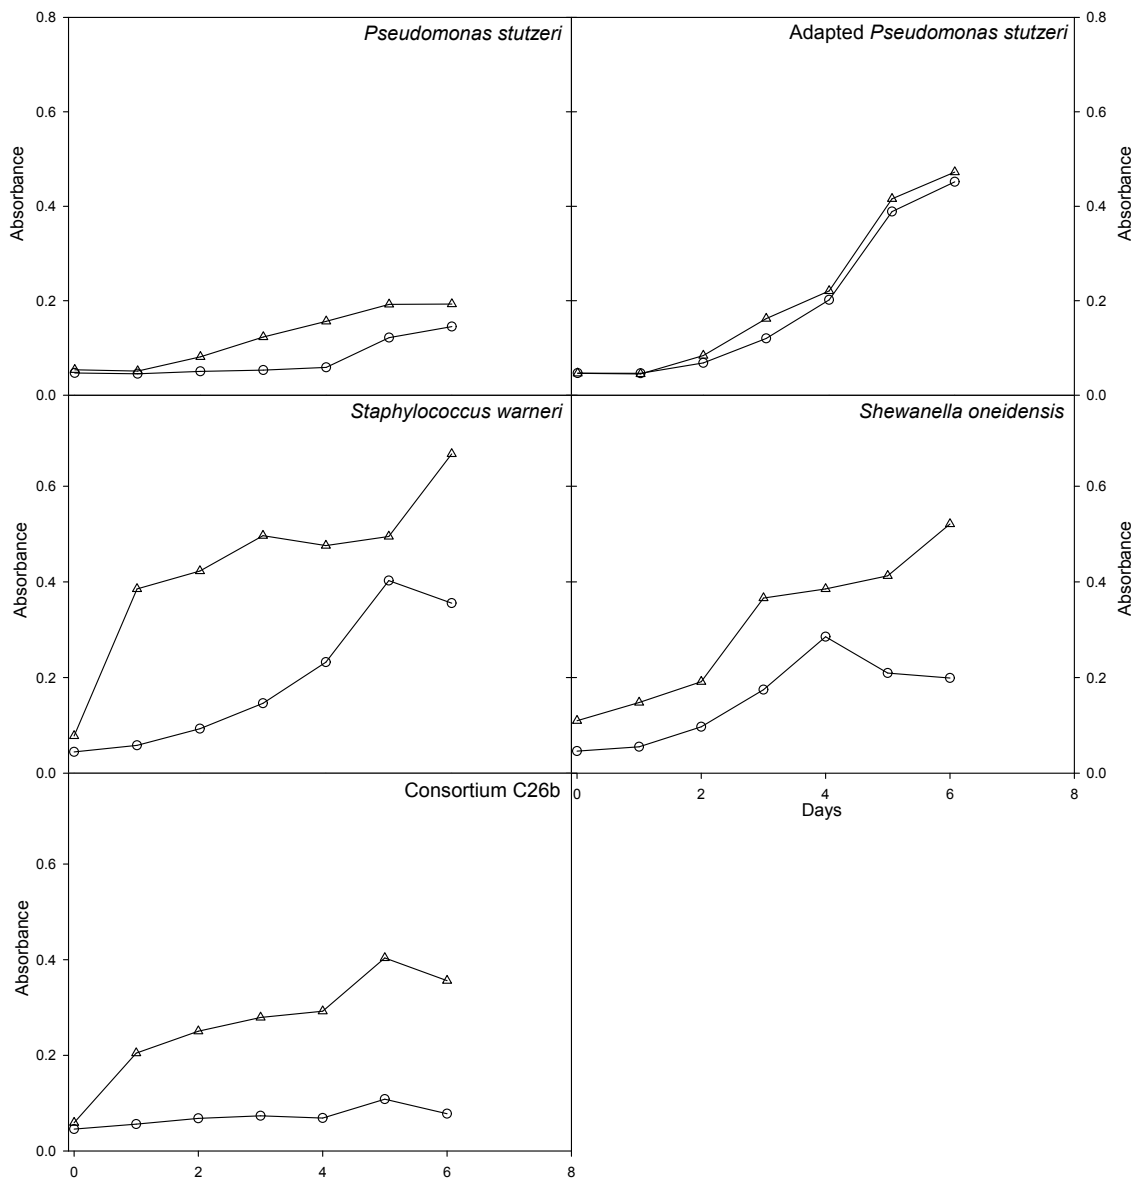 Pseudomonas stutzeri
Adapted Pseudomonas stutzeri
0.8
0.6
0.4
0.2
0.0
Absorbance
0.8
0.6
0.4
0.2
0.0
Absorbance
Staphylococcus warneri
Shewanella oneidensis
0.6
0.4
0.2
0.0
Absorbance
0.6
0.4
0.2
0.0
Absorbance
0
2
4
6
8
Days
Consortium C26b
0.6
0.4
0.2
0.0
Absorbance
0
2
4
6
8